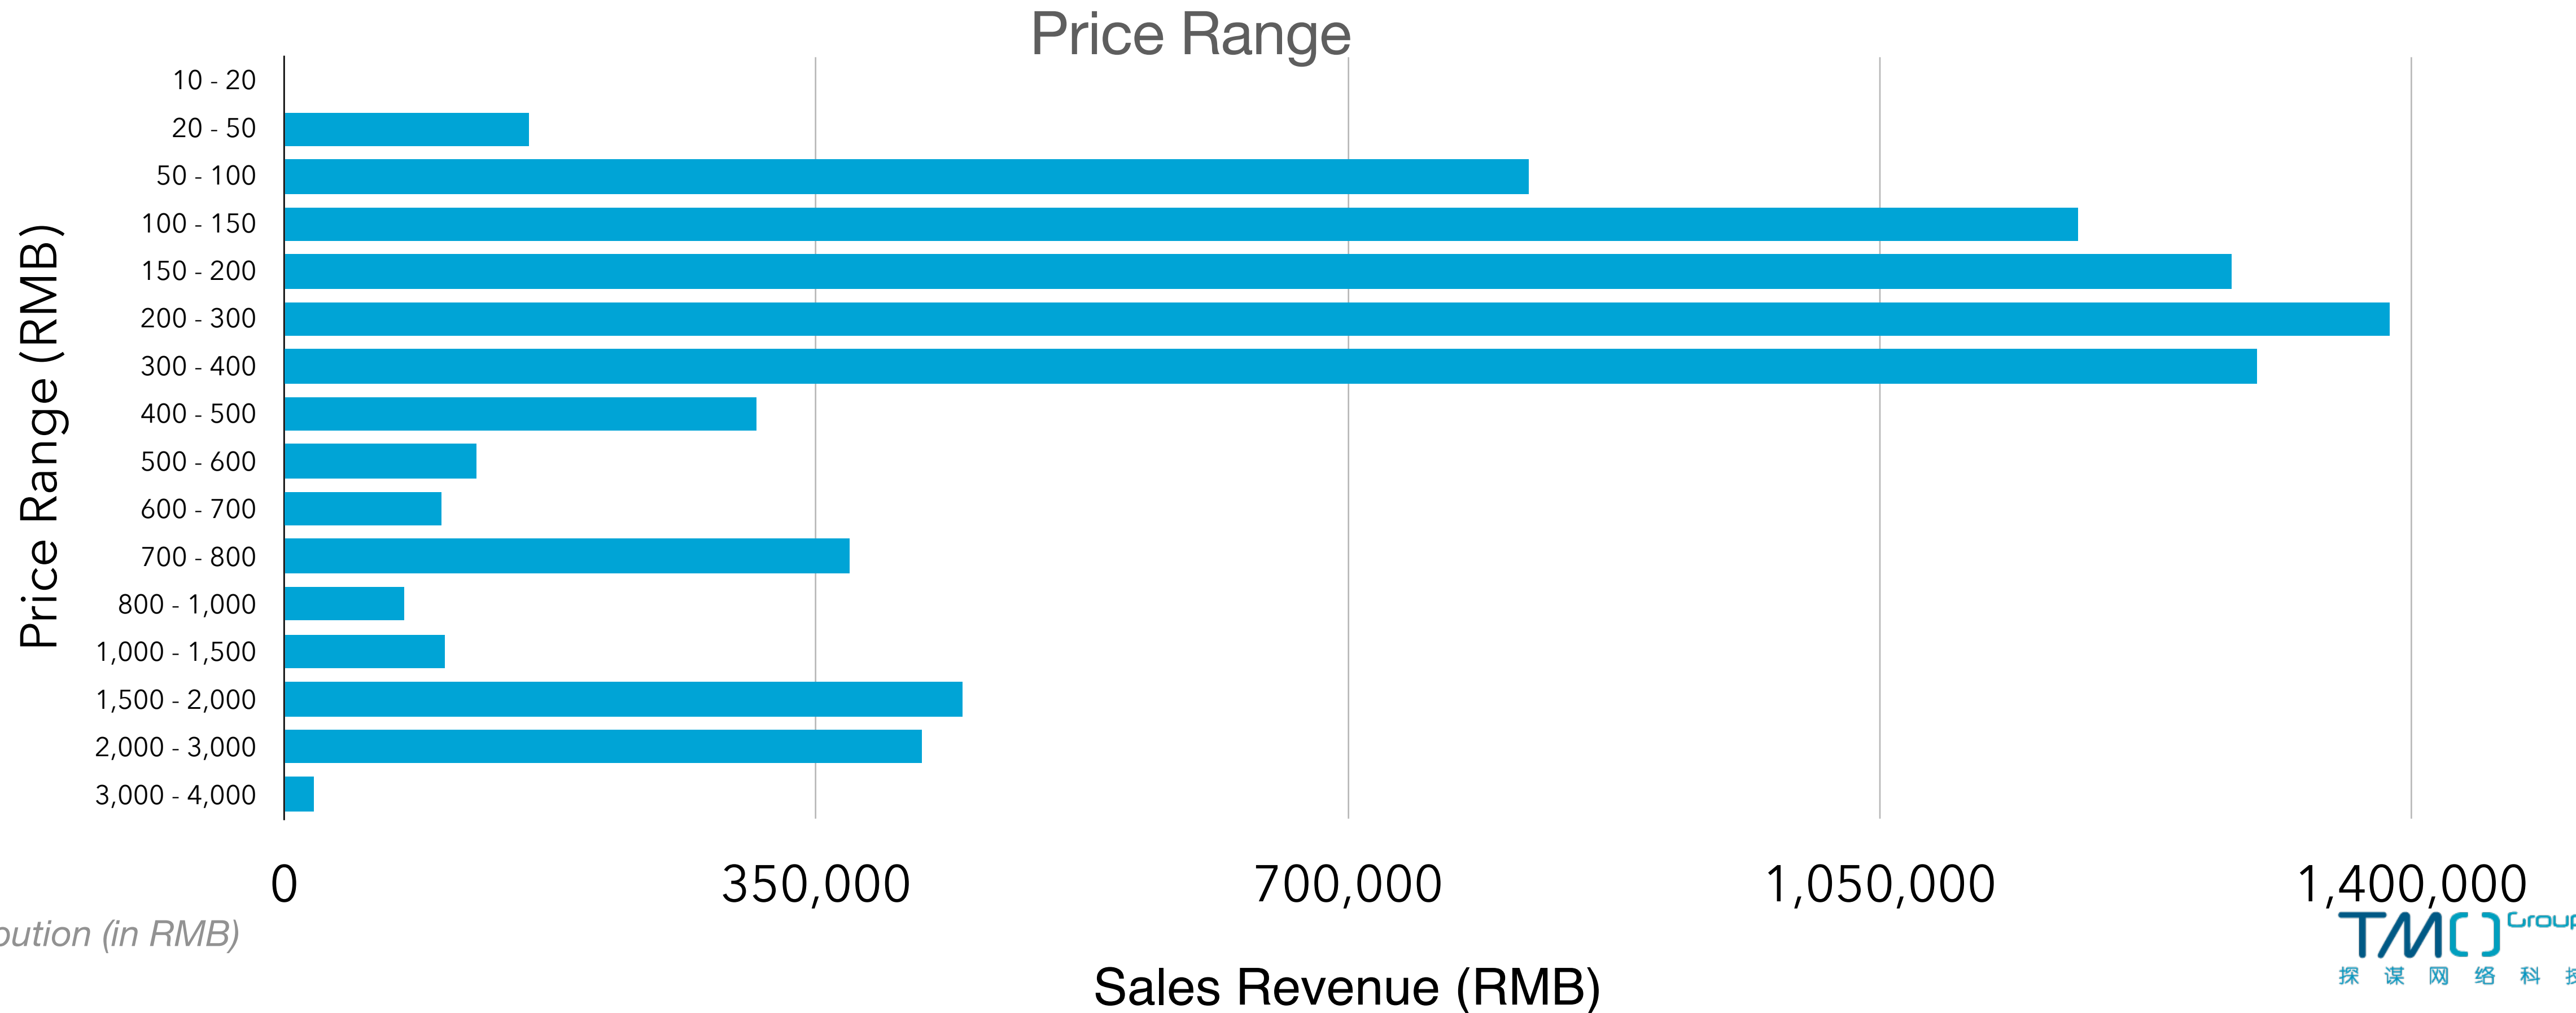 Price Range
Price Range (RMB)
10 - 20
20 - 50
50 - 100
100 - 150
150 - 200
200 - 300
300 - 400
400 - 500
500 - 600
600 - 700
700 - 800
800 - 1,000
1,000 - 1,500
1,500 - 2,000
2,000 - 3,000
3,000 - 4,000
0 350,000 700,000 1,050,000 1,400,000
(in RMB)
Sales Revenue (RMB)
TMO Group
探谋网络科